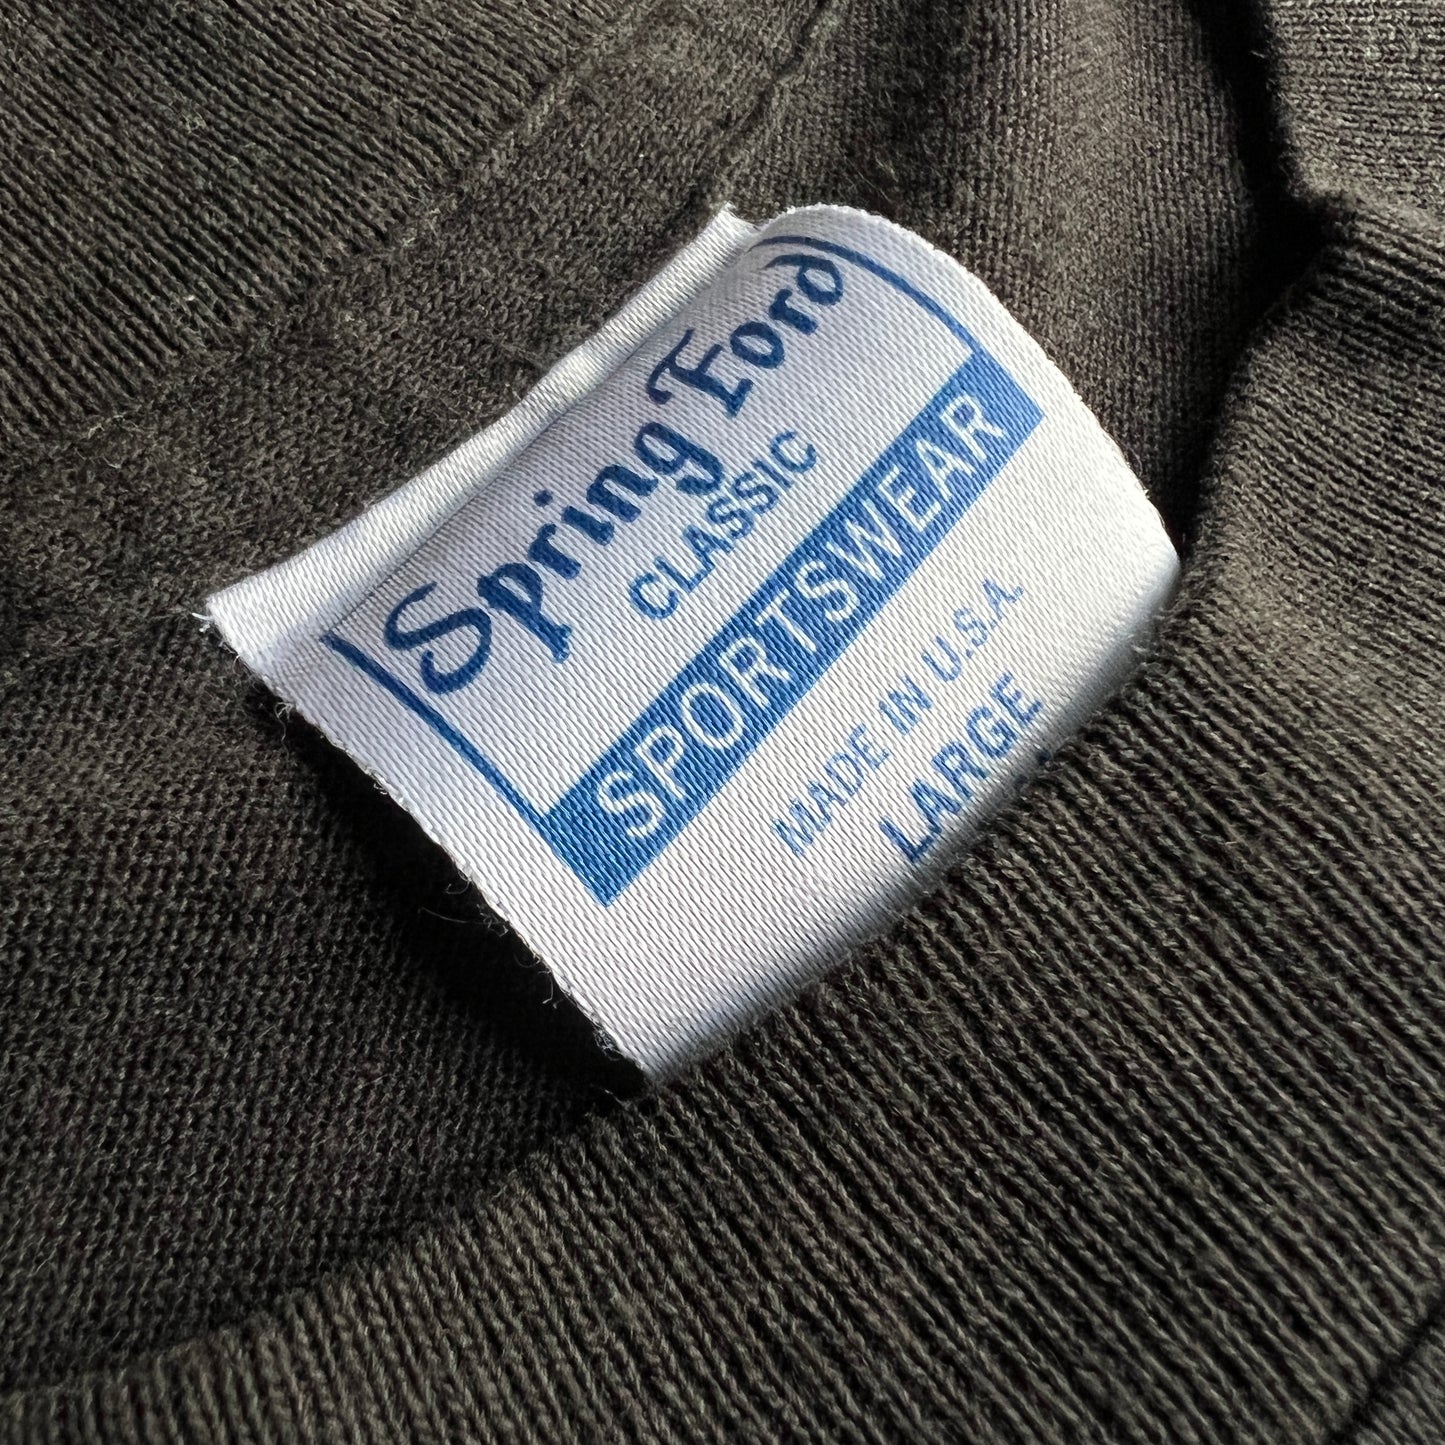 Spring Ford
CLASSIC
SPORTSWEAR
MADE IN U.S.A.
LARGE